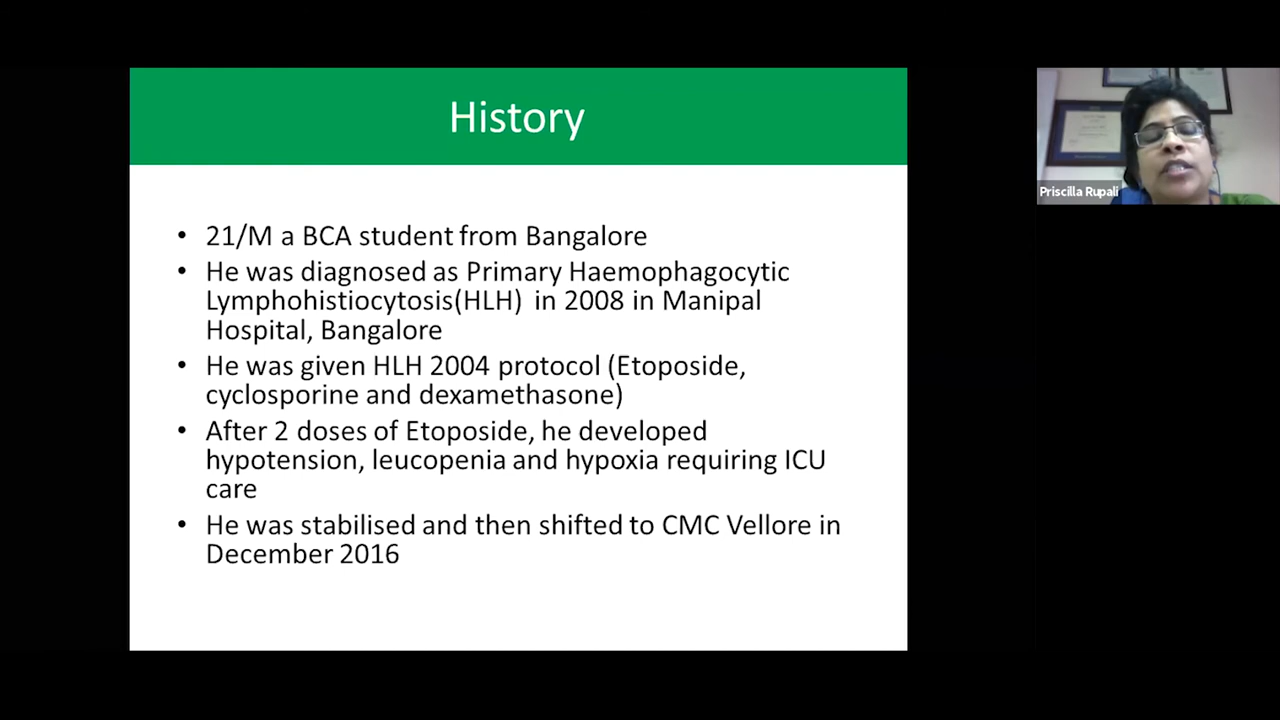 History
• 21/M a BCA student from Bangalore
• He was diagnosed as Primary Haemophagocytic
Lymphohistiocytosis(HLH) in 2008 in Manipal
Hospital, Bangalore
• He was given HLH 2004 protocol (Etoposide,
cyclosporine and dexamethasone)
• After 2 doses of Etoposide, he developed
hypotension, leucopenia and hypoxia requiring ICU
care
• He was stabilised and then shifted to CMC Vellore in
December 2016
Priscilla Rupali